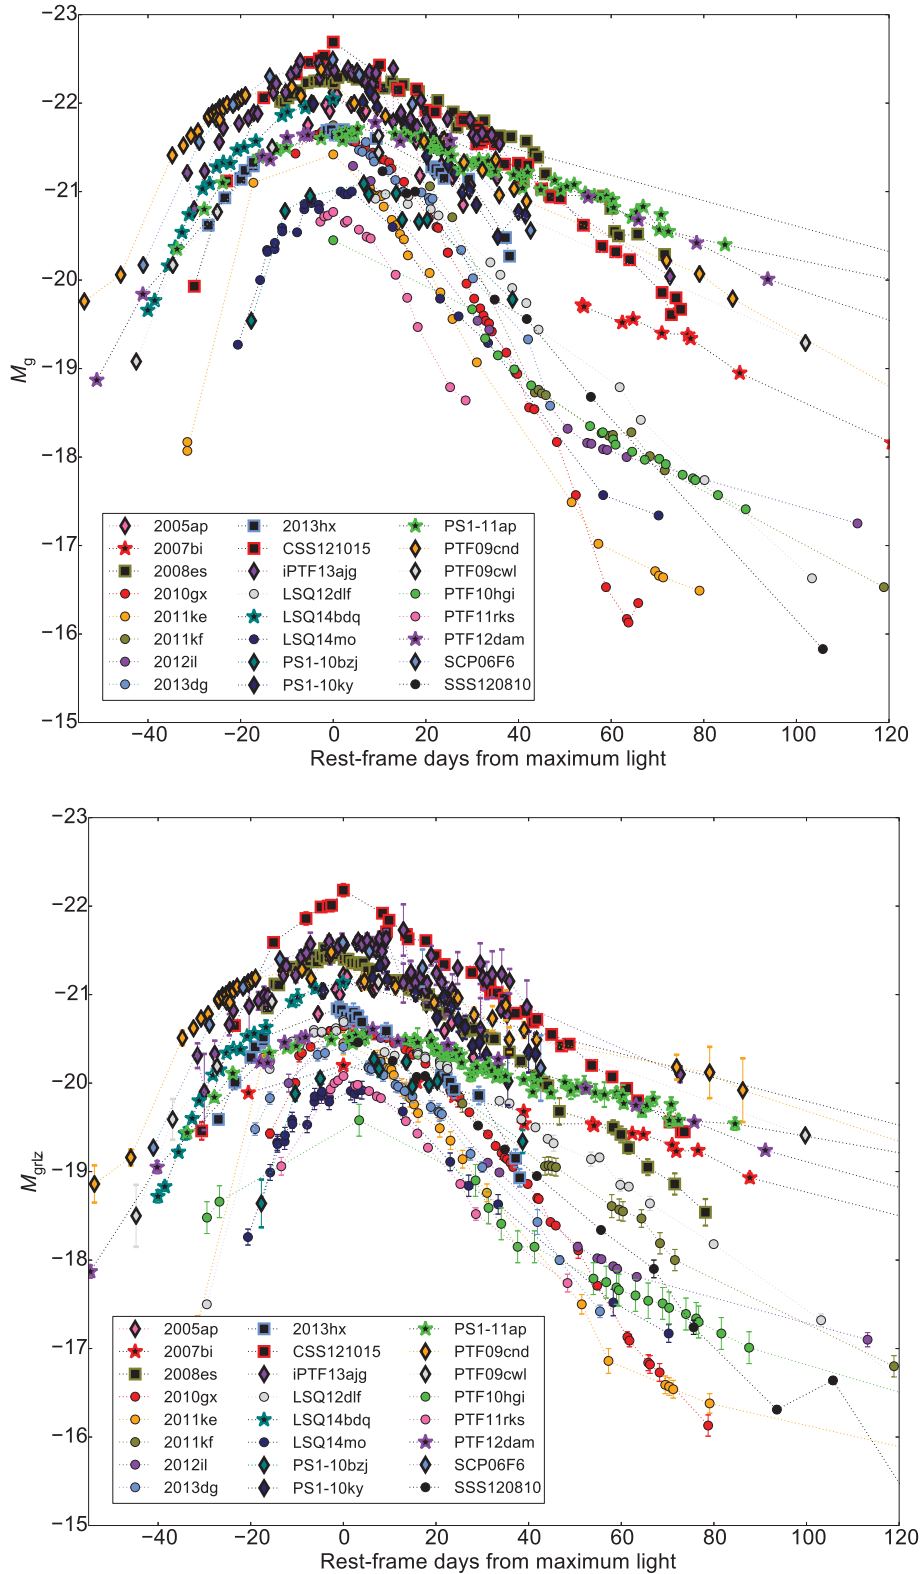 −23
−22
−21
−20
−19
−18
−17
−16
−15
M_g
2005ap
2007bi
2008es
2010gx
2011ke
2011kf
2012il
2013dg
2013hx
CSS121015
iPTF13ajg
LSQ12dlf
LSQ14bdq
LSQ14mo
PS1-10bzj
PS1-10ky
PS1-11ap
PTF09cnd
PTF09cwl
PTF10hgi
PTF11rks
PTF12dam
SCP06F6
SSS120810
−40 −20 0 20 40 60 80 100 120
Rest-frame days from maximum light
−23
−22
−21
−20
−19
−18
−17
−16
−15
M_griz
2005ap
2007bi
2008es
2010gx
2011ke
2011kf
2012il
2013dg
2013hx
CSS121015
iPTF13ajg
LSQ12dlf
LSQ14bdq
LSQ14mo
PS1-10bzj
PS1-10ky
PS1-11ap
PTF09cnd
PTF09cwl
PTF10hgi
PTF11rks
PTF12dam
SCP06F6
SSS120810
−40 −20 0 20 40 60 80 100 120
Rest-frame days from maximum light